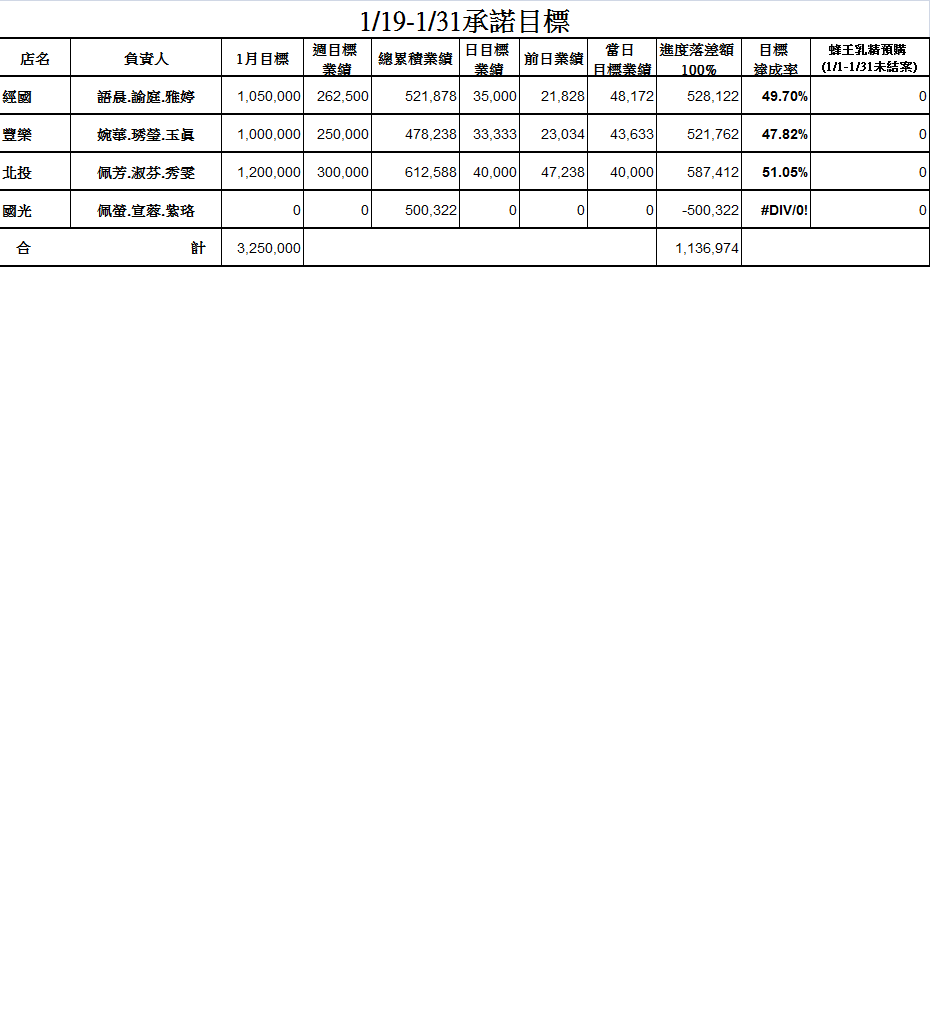 1/19-1/31承諾目標
店名 負責人 1月目標 週目標業績 總累積業績 日目標業績 前日業績 當日目標業績 進度落差額100% 目標達成率 蜂王乳精預購(1/1-1/31未結案)
經國 語晨.諭庭.雅婷 1,050,000 262,500 521,878 35,000 21,828 48,172 528,122 49.70% 0
豐樂 婉華.琇瑩.玉真 1,000,000 250,000 478,238 33,333 23,034 43,633 521,762 47.82% 0
北投 佩芳.淑芬.秀雯 1,200,000 300,000 612,588 40,000 47,238 40,000 587,412 51.05% 0
國光 佩螢.宣蓉.紫珞 0 0 500,322 0 0 0 -500,322 #DIV/0! 0
合計 3,250,000 1,136,974